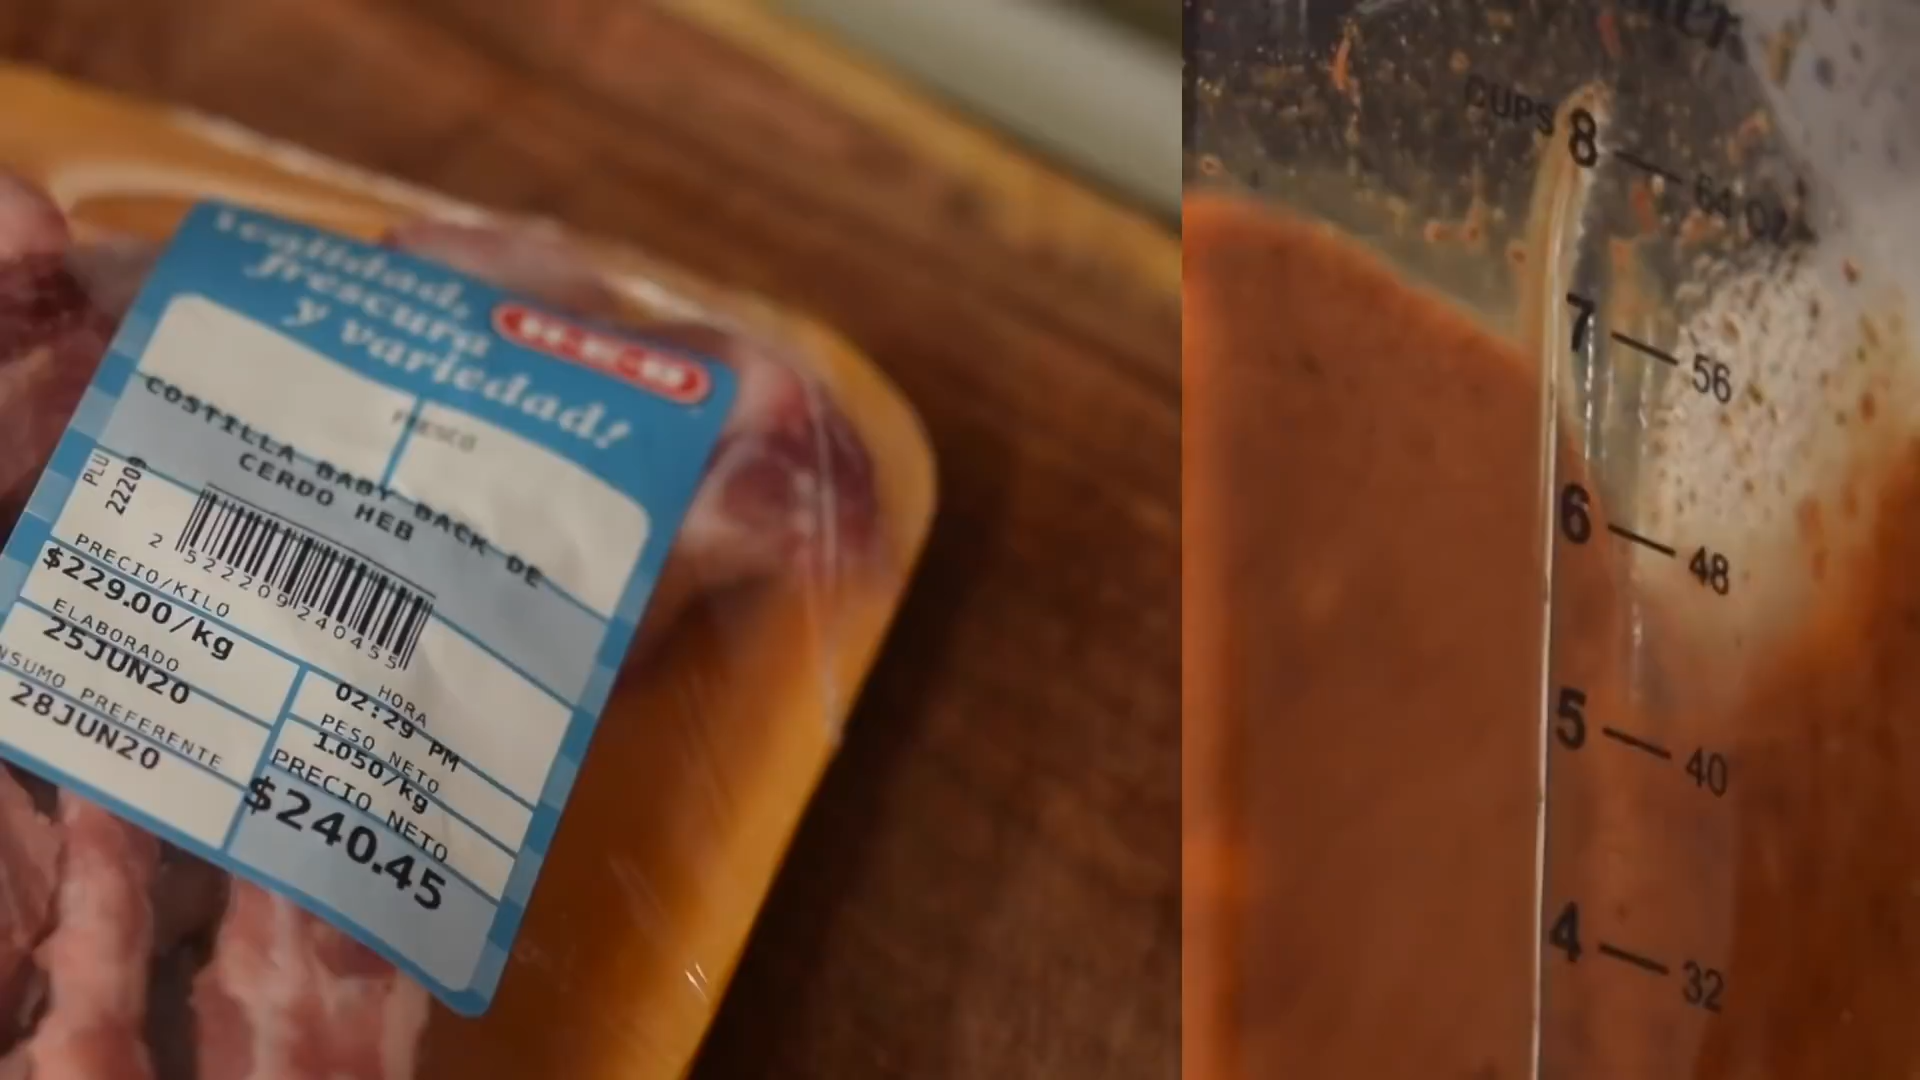 calidad,
frescura
y variedad!
H-E-B
FRESCO
COSTILLA BABY BACK DE
CERDO HEB
PLU
22209
2 522209 240455
PRECIO/KILO
$229.00/kg
ELABORADO
25JUN20
NSUMO PREFERENTE
28JUN20
HORA
02:29 PM
PESO NETO
1.050/kg
PRECIO NETO
$240.45
CUPS 8 64 OZ
7 56
6 48
5 40
4 32